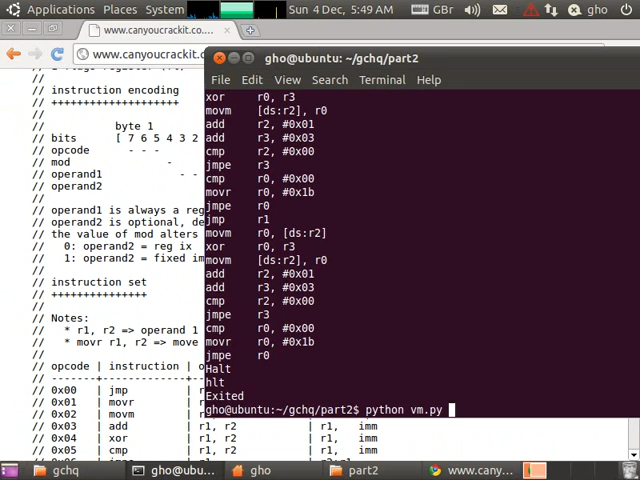 Applications Places System Sun 4 Dec, 5:49 AM GBr gho
www.canyoucrackit.co....
www.canyoucrackit.
//
// instruction encoding
// ++++++++++++++++++++
//
// byte 1
// bits [ 7 6 5 4 3 2
// opcode - - -
// mod -
// operand1 - -
// operand2
//
// operand1 is always a reg
// operand2 is optional, de
// the value of mod alters
// 0: operand2 = reg ix
// 1: operand2 = fixed im
//
// instruction set
// +++++++++++++++
//
// Notes:
// * r1, r2 => operand 1
// * movr r1, r2 => move
//
// opcode | instruction | o
// -------+-------------+--
// 0x00 | jmp | r
// 0x01 | movr | r
// 0x02 | movm | r
// 0x03 | add | r1, r2 | r1, imm
// 0x04 | xor | r1, r2 | r1, imm
// 0x05 | cmp | r1, r2 | r1, imm
gho@ubuntu: ~/gchq/part2
File Edit View Search Terminal Help
xor r0, r3
movm [ds:r2], r0
add r2, #0x01
add r3, #0x03
cmp r2, #0x00
jmpe r3
cmp r0, #0x00
movr r0, #0x1b
jmpe r0
jmp r1
movm r0, [ds:r2]
xor r0, r3
movm [ds:r2], r0
add r2, #0x01
add r3, #0x03
cmp r2, #0x00
jmpe r3
cmp r0, #0x00
movr r0, #0x1b
jmpe r0
Halt
hlt
Exited
gho@ubuntu:~/gchq/part2$ python vm.py
gchq gho@ubuntu: ~/... gho part2 www.cany...